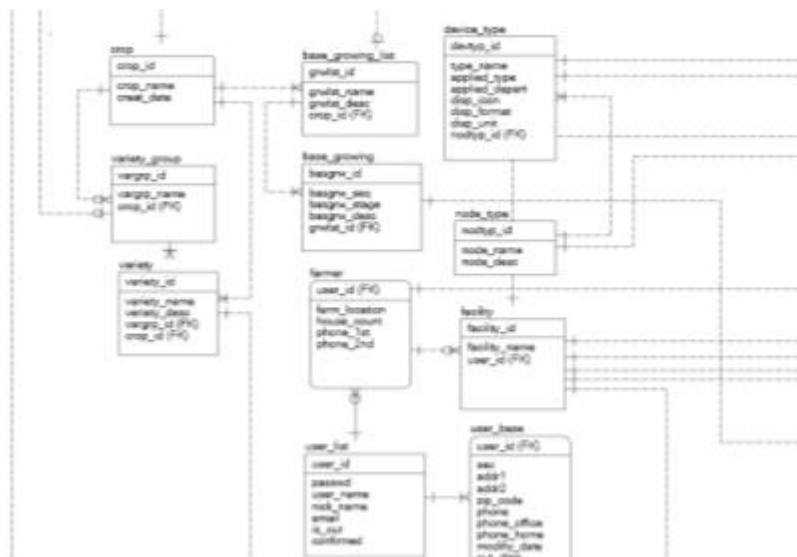 crop
crop_id
crop_name
creat_date
base_growing_list
grwlst_id
grwlst_name
grwlst_desc
crop_id (FK)
device_type
devtyp_id
type_name
applied_type
applied_depart
disp_icon
disp_format
disp_unit
nodtyp_id (FK)
variety_group
vargrp_id
vargrp_name
crop_id (FK)
base_growing
basgrw_id
basgrw_seq
basgrw_stage
basgrw_desc
grwlst_id (FK)
node_type
nodtyp_id
node_name
node_desc
variety
variety_id
variety_name
variety_desc
vargrp_id (FK)
crop_id (FK)
farmer
user_id (FK)
farm_location
house_count
phone_1st
phone_2nd
facility
facility_id
facility_name
user_id (FK)
user_list
user_id
passwd
user_name
nick_name
email
is_out
confirmed
user_base
user_id (FK)
sex
addr1
addr2
zip_code
phone
phone_office
phone_home
modify_date